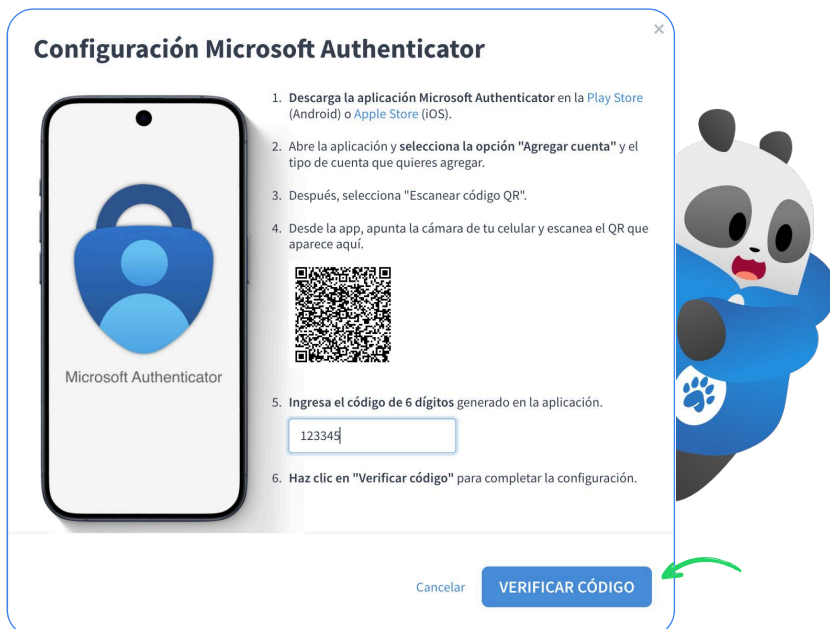 ×
Configuración Microsoft Authenticator
1. Descarga la aplicación Microsoft Authenticator en la Play Store
(Android) o Apple Store (iOS).
2. Abre la aplicación y selecciona la opción "Agregar cuenta" y el
tipo de cuenta que quieres agregar.
3. Después, selecciona "Escanear código QR".
4. Desde la app, apunta la cámara de tu celular y escanea el QR que
aparece aquí.
Microsoft Authenticator
5. Ingresa el código de 6 dígitos generado en la aplicación.
123345
6. Haz clic en "Verificar código" para completar la configuración.
Cancelar
VERIFICAR CÓDIGO